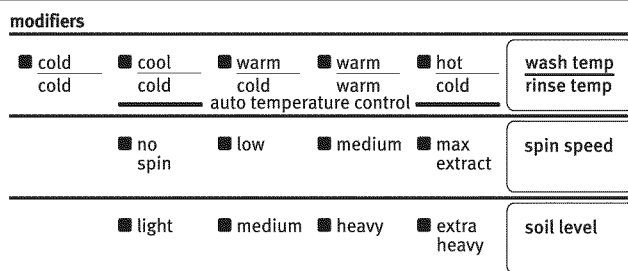 modifiers
cold cool warm warm hot wash temp
cold cold cold warm cold rinse temp
auto temperature control
no low medium max spin speed
spin extract
light medium heavy extra soil level
heavy